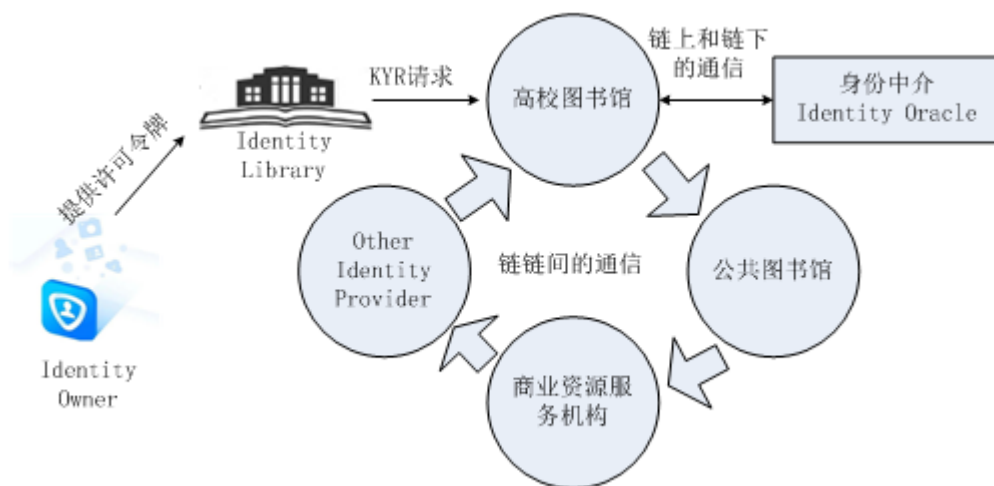 链上和链下
的通信
KYR请求
高校图书馆
身份中介
Identity Oracle
Identity
Library
提供许可令牌
Other
Identity
Provider
链链间的通信
公共图书馆
Identity
Owner
商业资源服
务机构